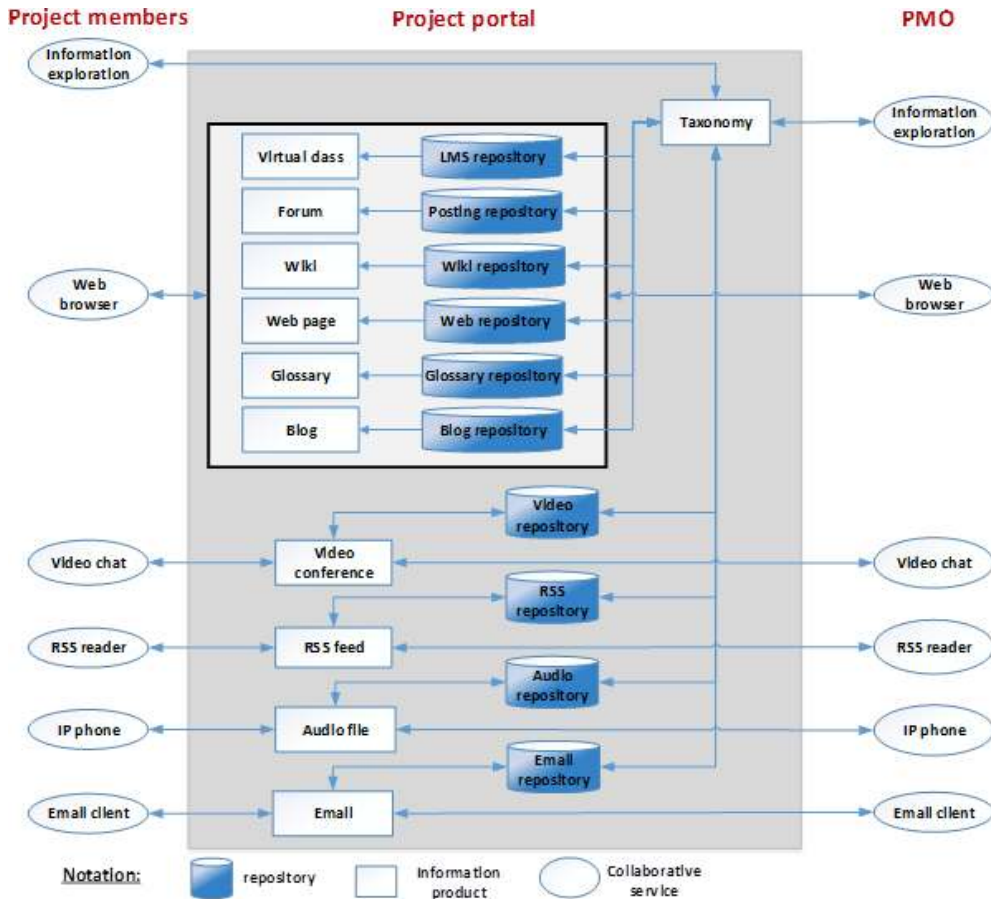 Project members
Project portal
PMO
Information
exploration
Taxonomy
Information
exploration
Virtual class
LMS repository
Forum
Posting repository
Wiki
Wiki repository
Web
browser
Web
browser
Web page
Web repository
Glossary
Glossary repository
Blog
Blog repository
Video
repository
Video chat
Video
conference
Video chat
RSS
repository
RSS reader
RSS feed
RSS reader
Audio
repository
IP phone
Audio file
IP phone
Email
repository
Email client
Email
Email client
Notation:
repository
Information
product
Collaborative
service